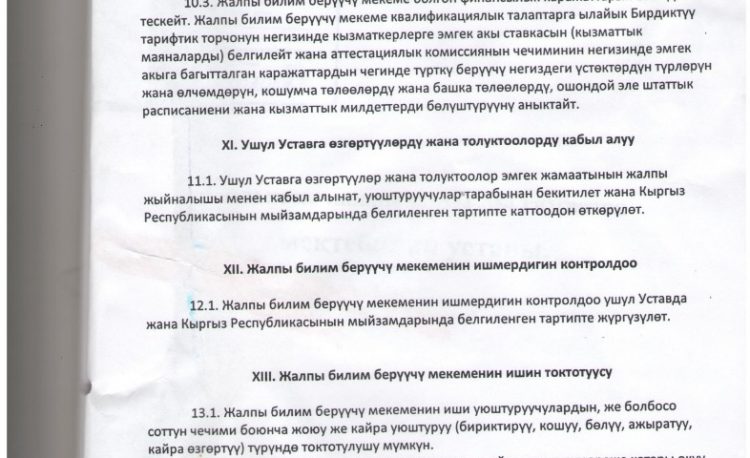 10.3. Жалпы билим берүүчү мекеме
тескейт. Жалпы билим берүүчү мекеме квалификациялык талаптарга ылайык Бирдиктүү
тарифтик торчонун негизинде кызматкерлерге эмгек акы ставкасын (кызматтык
маяналарды) белгилейт жана аттестациялык комиссиянын чечиминин негизинде эмгек
акыга багытталган каражаттардын чегинде түрткү берүүчү негиздеги үстөктөрдүн түрлөрүн
жана өлчөмдөрүн, кошумча төлөөлөрдү жана башка төлөөлөрдү, ошондой эле штаттык
расписаниени жана кызматтык милдеттерди бөлүштүрүүнү аныктайт.
XI. Ушул Уставга өзгөртүүлөрдү жана толуктоолорду кабыл алуу
11.1. Ушул Уставга өзгөртүүлөр жана толуктоолор эмгек жамаатынын жалпы
жыйналышы менен кабыл алынат, уюштуруучулар тарабынан бекитилет жана Кыргыз
Республикасынын мыйзамдарында белгиленген тартипте каттоодон өткөрүлөт.
XII. Жалпы билим берүүчү мекеменин ишмердигин контролдоо
12.1. Жалпы билим берүүчү мекеменин ишмердигин контролдоо ушул Уставда
жана Кыргыз Республикасынын мыйзамдарында белгиленген тартипте жүргүзүлөт.
XIII. Жалпы билим берүүчү мекеменин ишин токтотуусу
13.1. Жалпы билим берүүчү мекеменин иши уюштуруучулардын, же болбосо
соттун чечими боюнча жоюу же кайра уюштуруу (бириктирүү, кошуу, бөлүү, ажыратуу,
кайра өзгөртүү) түрүндө токтотулушу мүмкүн.